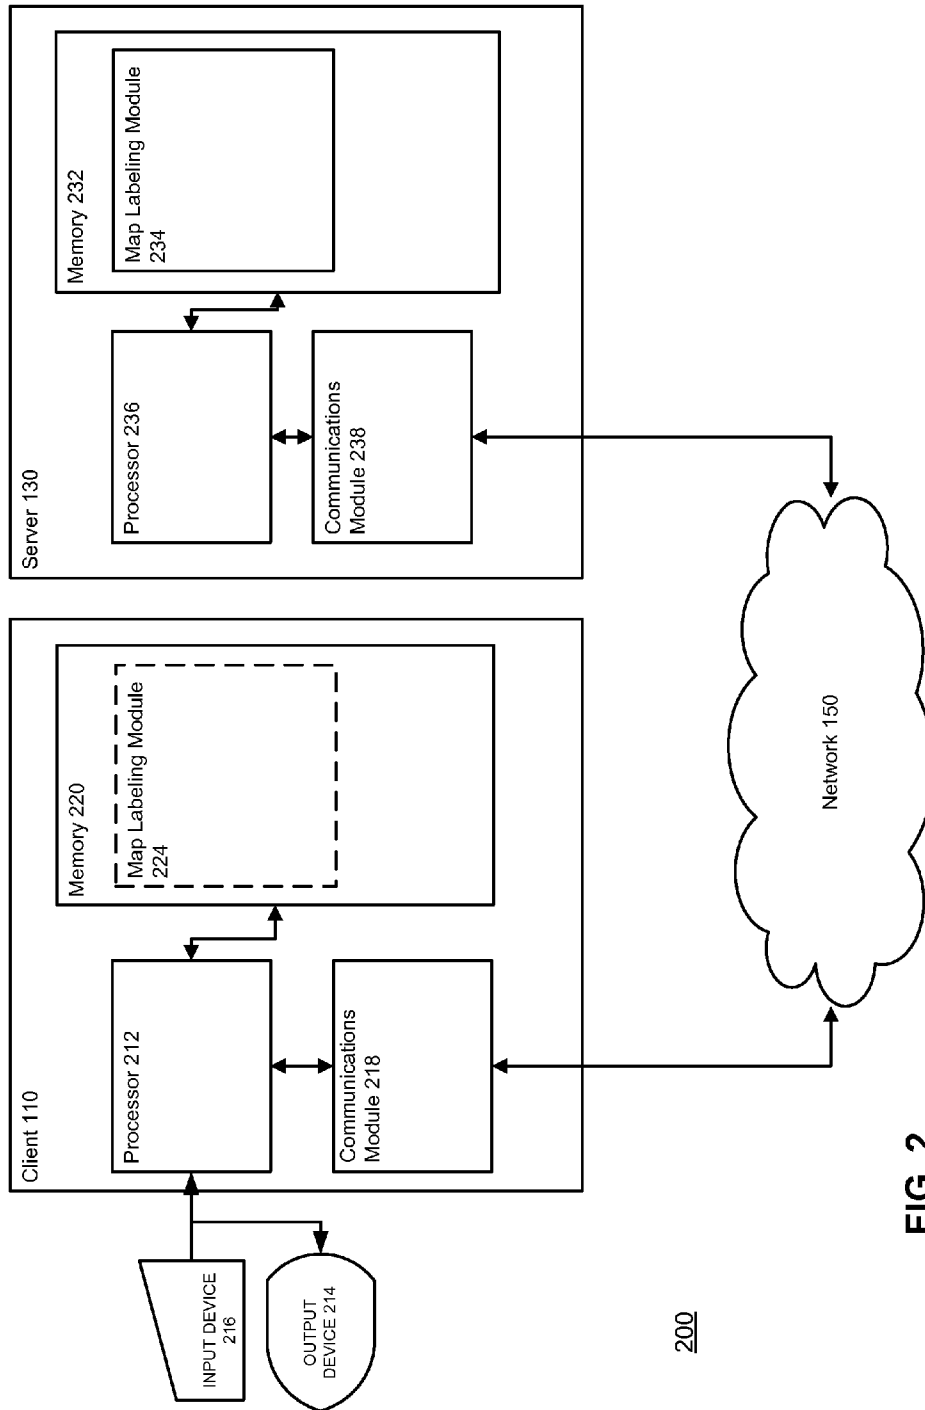 Client 110
Processor 212
Communications
Module 218
Memory 220
Map Labeling Module
224
INPUT DEVICE
216
OUTPUT
DEVICE 214
Server 130
Processor 236
Communications
Module 238
Memory 232
Map Labeling Module
234
Network 150
200
FIG. 2